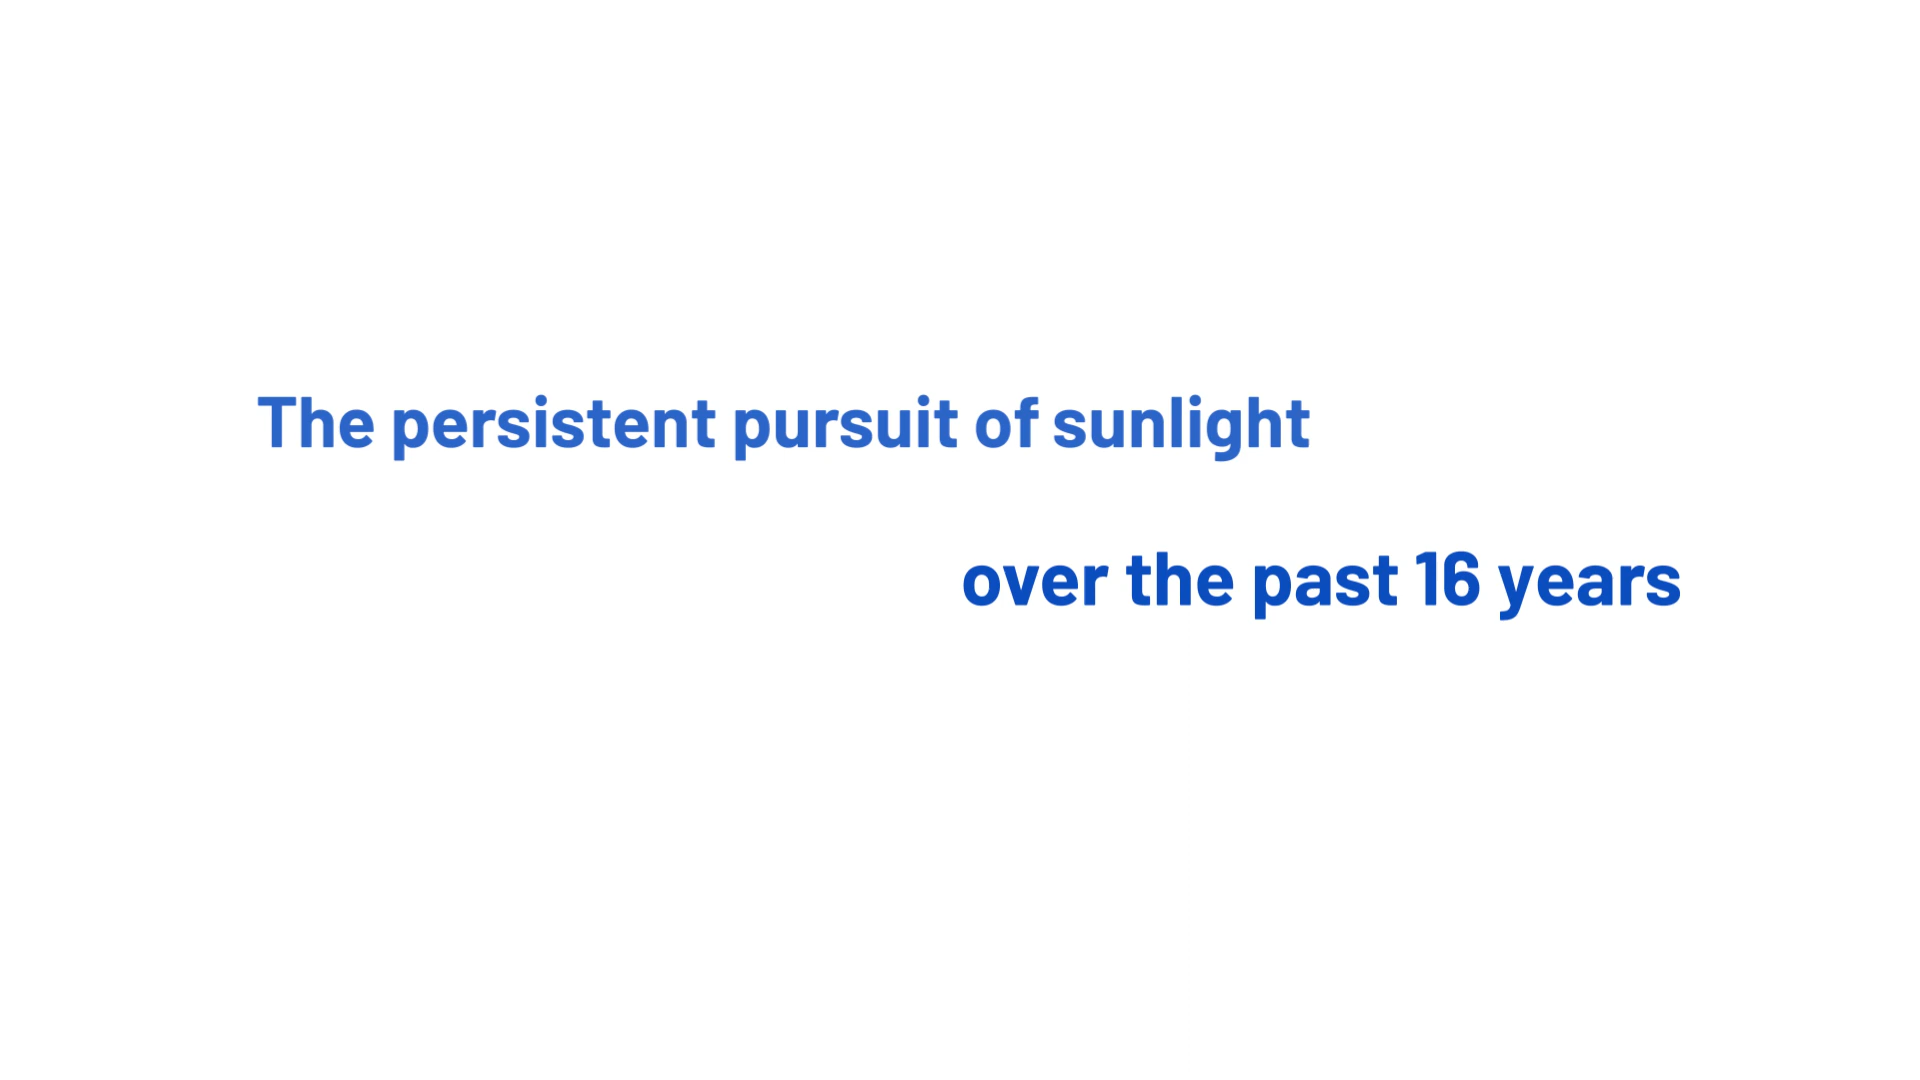 The persistent pursuit of sunlight
over the past 16 years